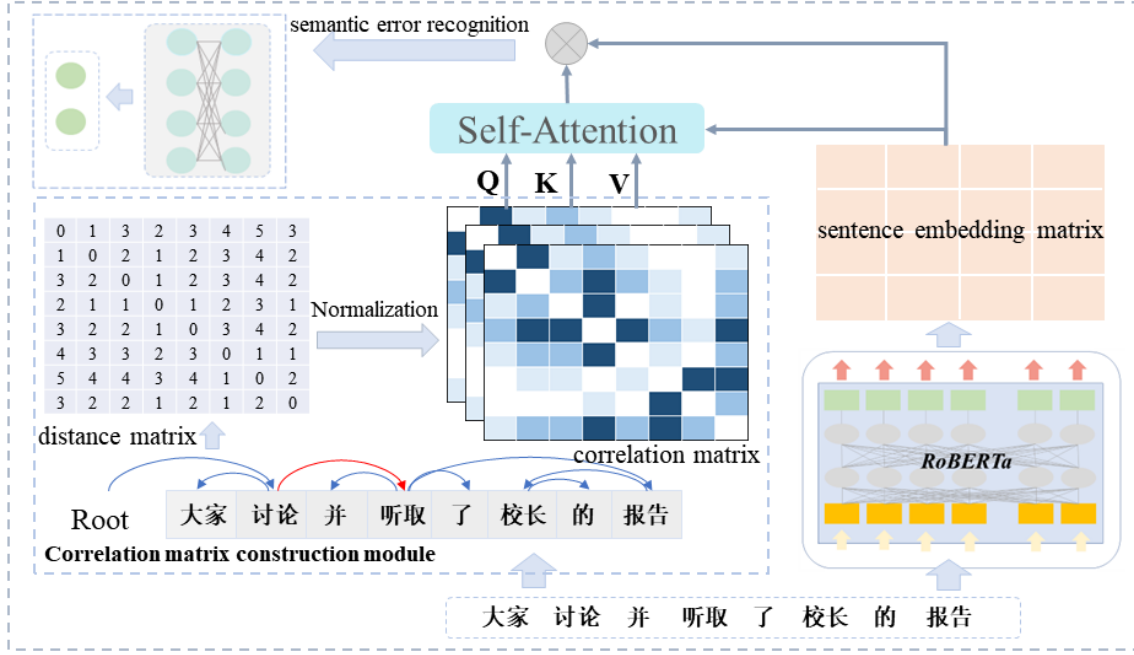 semantic error recognition
Self-Attention
Q K V
0 1 3 2 3 4 5 3
1 0 2 1 2 3 4 2
3 2 0 1 2 3 4 2
2 1 1 0 1 2 3 1
3 2 2 1 0 3 4 2
4 3 3 2 3 0 1 1
5 4 4 3 4 1 0 2
3 2 2 1 2 1 2 0
distance matrix
Normalization
correlation matrix
sentence embedding matrix
RoBERTa
Root
大家 讨论 并 听取 了 校长 的 报告
Correlation matrix construction module
大家 讨论 并 听取 了 校长 的 报告